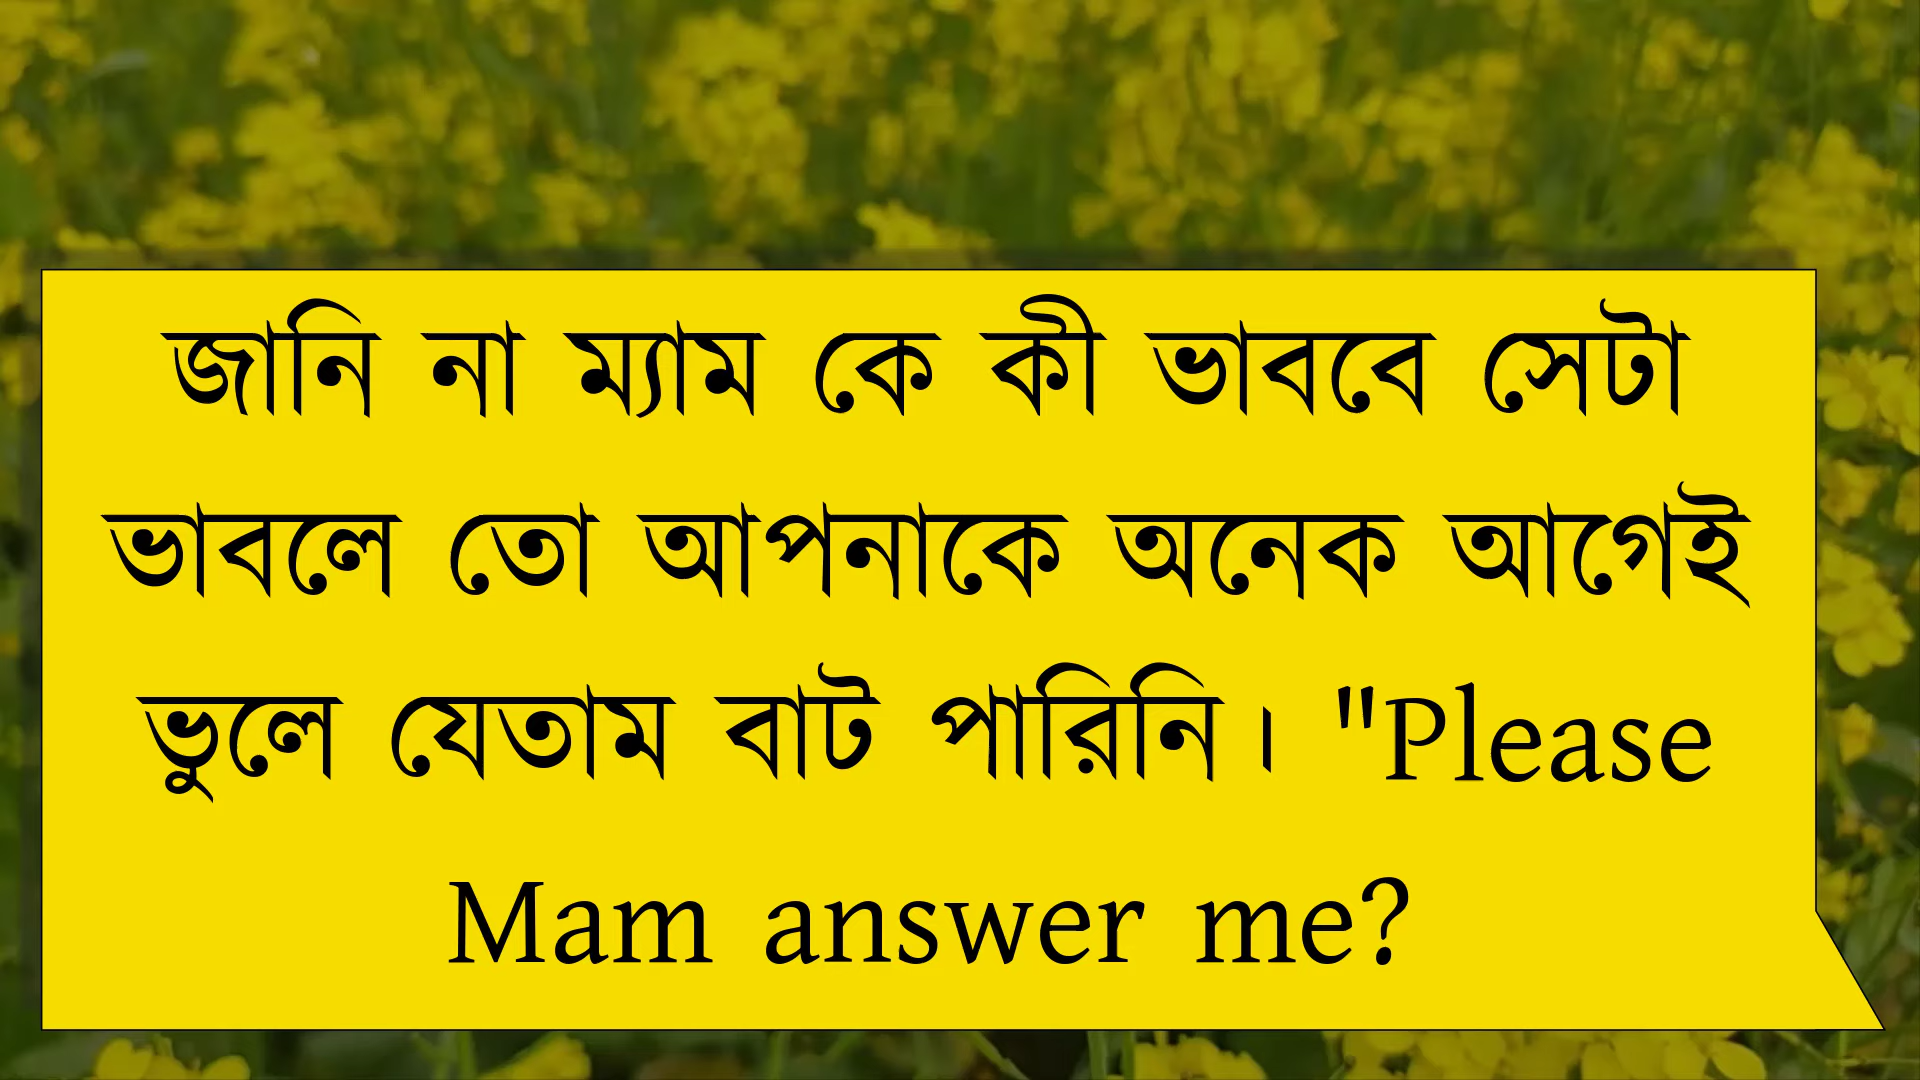 জানি না ম্যাম কে কী ভাববে সেটা
ভাবলে তো আপনাকে অনেক আগেই
ভুলে যেতাম বাট পারিনি। "Please
Mam answer me?